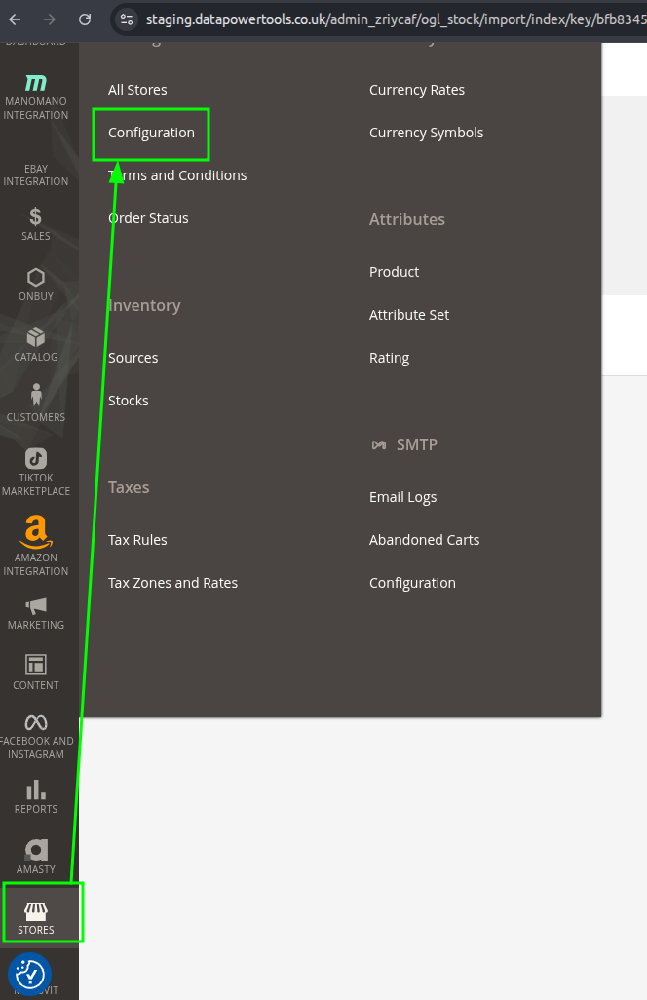 staging.datapowertools.co.uk/admin_zriycaf/ogl_stock/import/index/key/bfb8345
DASHBOARD
MANOMANO
INTEGRATION
EBAY
INTEGRATION
SALES
ONBUY
CATALOG
CUSTOMERS
TIKTOK
MARKETPLACE
AMAZON
INTEGRATION
MARKETING
CONTENT
FACEBOOK AND
INSTAGRAM
REPORTS
AMASTY
STORES
All Stores
Configuration
Terms and Conditions
Order Status
Inventory
Sources
Stocks
Taxes
Tax Rules
Tax Zones and Rates
Currency Rates
Currency Symbols
Attributes
Product
Attribute Set
Rating
SMTP
Email Logs
Abandoned Carts
Configuration